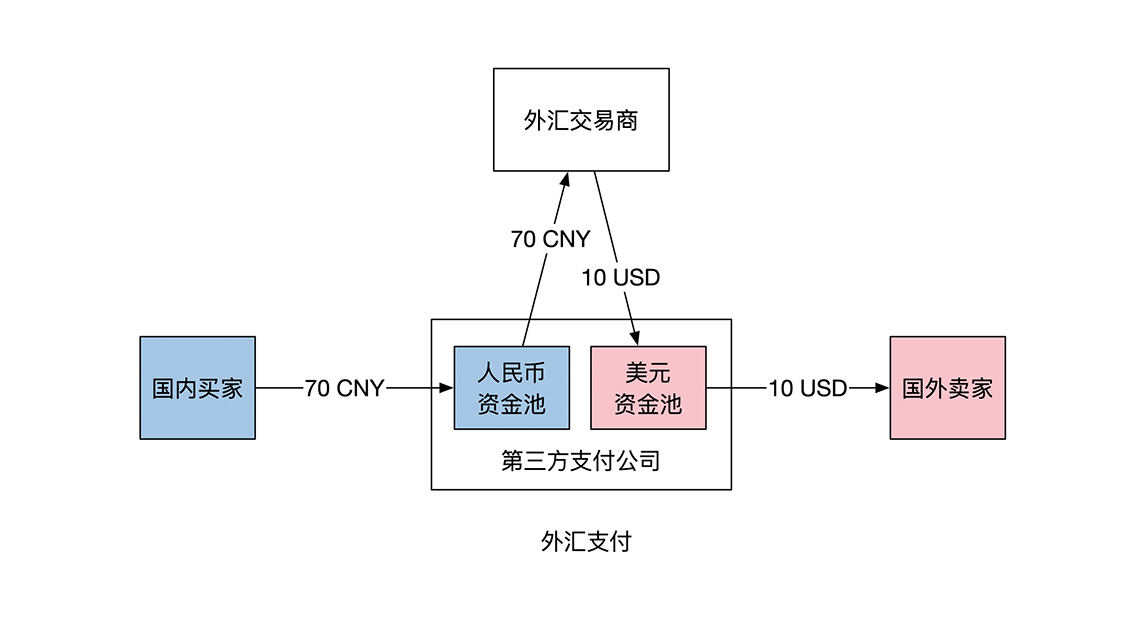 外汇交易商
70 CNY
10 USD
国内买家
70 CNY
人民币
资金池
美元
资金池
10 USD
国外卖家
第三方支付公司
外汇支付